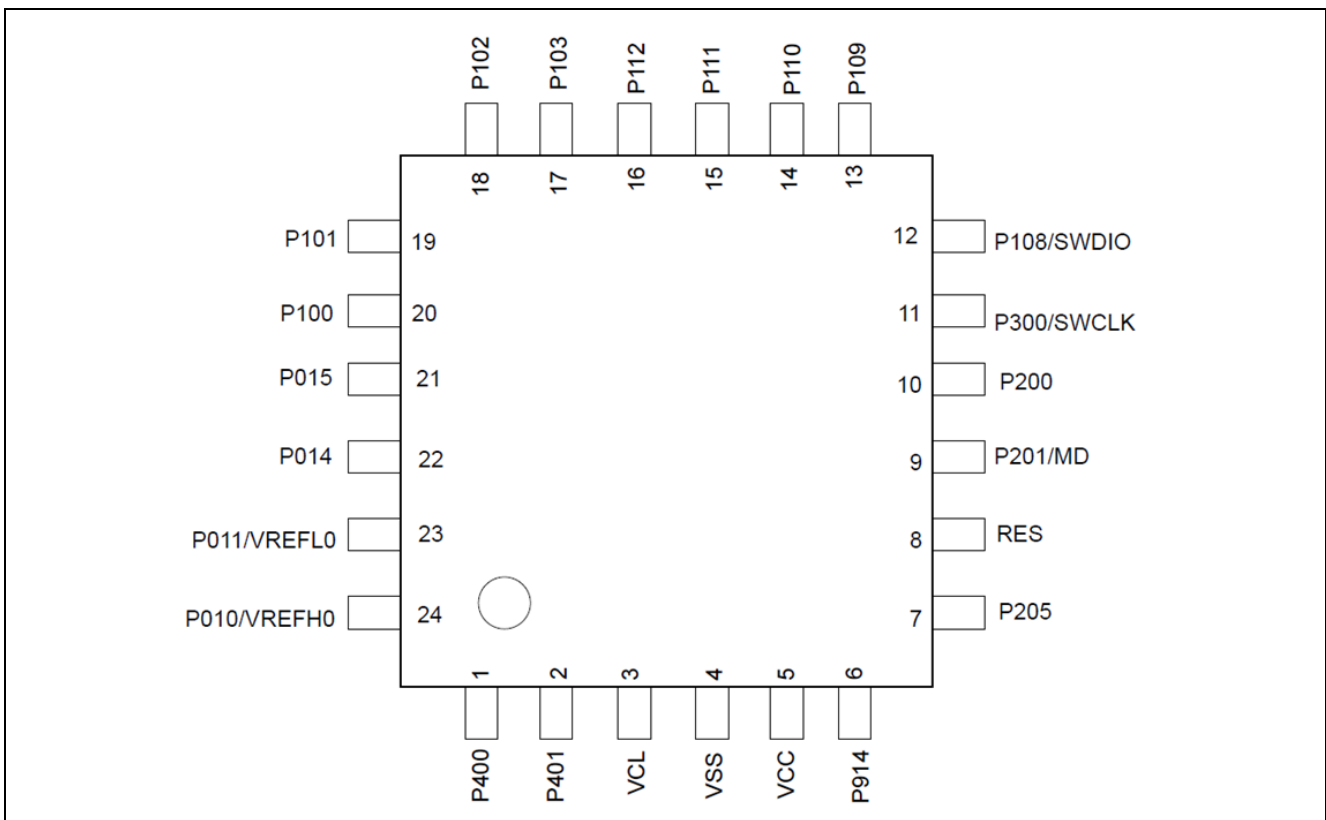 P102
P103
P112
P111
P110
P109
18
17
16
15
14
13
P101
19
12
P108/SWDIO
P100
20
11
P300/SWCLK
P015
21
10
P200
P014
22
9
P201/MD
P011/VREFL0
23
8
RES
P010/VREFH0
24
7
P205
1
2
3
4
5
6
P400
P401
VCL
VSS
VCC
P914